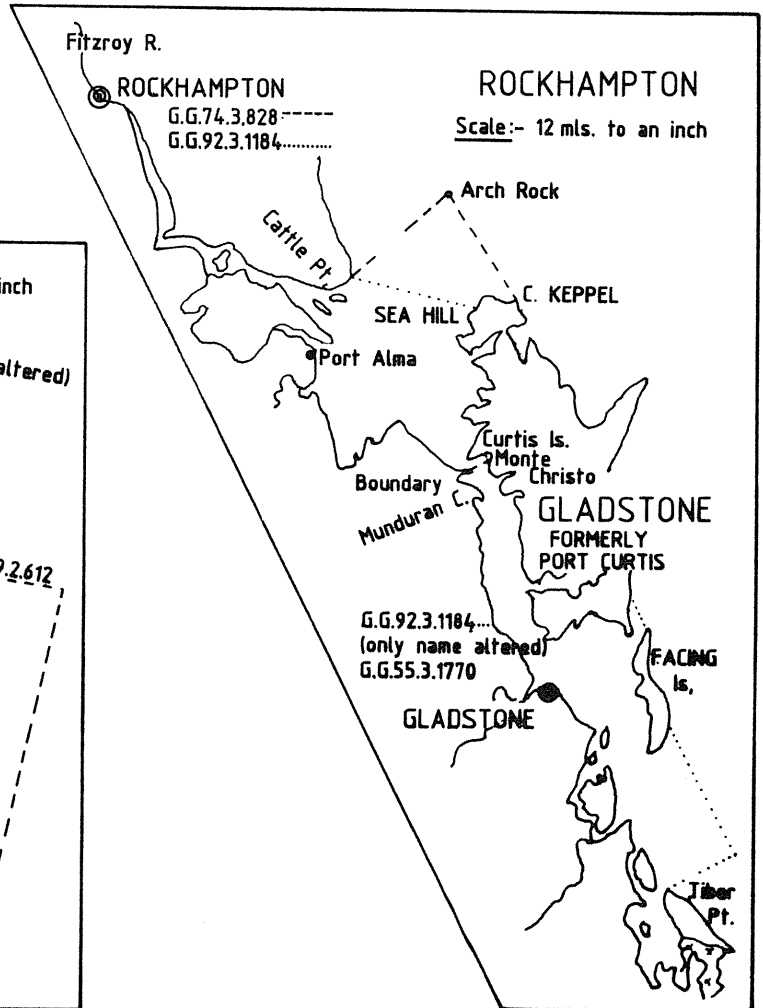 Fitzroy R.
ROCKHAMPTON
G.G.74.3,828-----
G.G.92.3.1184...........
ROCKHAMPTON
Scale:- 12 mls. to an inch
Arch Rock
Cattle Pt.
C. KEPPEL
SEA HILL
Port Alma
inch
altered)
Curtis Is.
Monte
Christo
Boundary
Munduran C.
GLADSTONE
FORMERLY
PORT CURTIS
.2.612
G.G.92.3.1184....
(only name altered)
G.G.55.3.1770
FACING
Is,
GLADSTONE
Pt.